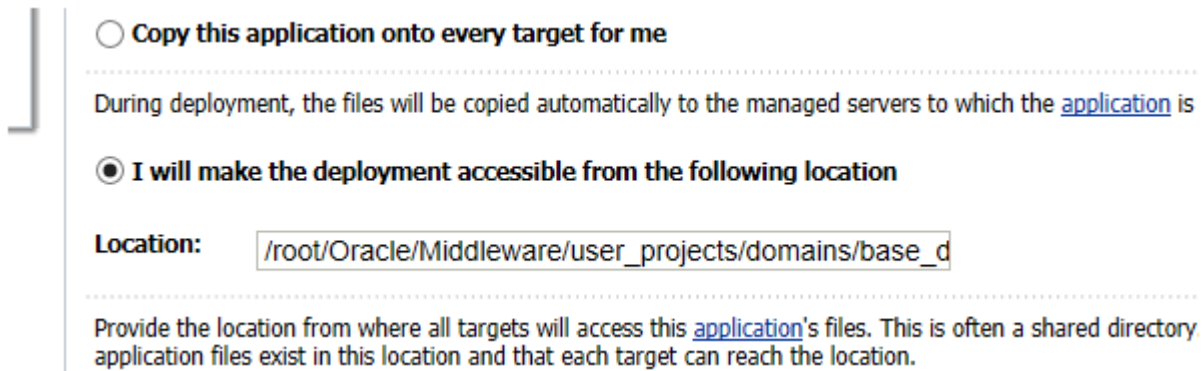 Copy this application onto every target for me
During deployment, the files will be copied automatically to the managed servers to which the application is
I will make the deployment accessible from the following location
Location: /root/Oracle/Middleware/user_projects/domains/base_d
Provide the location from where all targets will access this application's files. This is often a shared directory.
application files exist in this location and that each target can reach the location.